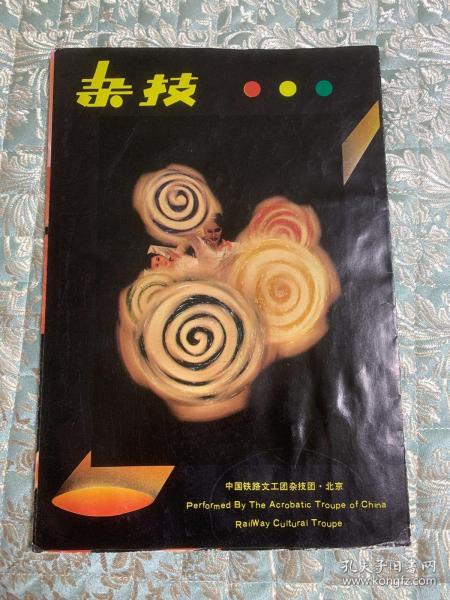 杂技
中国铁路文工团杂技团·北京
Performed By The Acrobatic Troupe of China
RailWay Cultural Troupe
孔夫子旧书网
www.kongfz.com